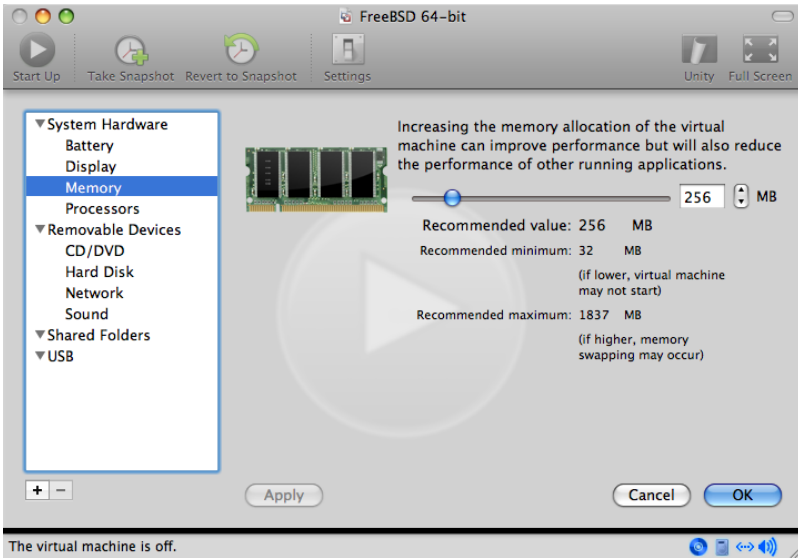 FreeBSD 64-bit
Start Up Take Snapshot Revert to Snapshot Settings Unity Full Screen
System Hardware
Battery
Display
Memory
Processors
Removable Devices
CD/DVD
Hard Disk
Network
Sound
Shared Folders
USB
Increasing the memory allocation of the virtual
machine can improve performance but will also reduce
the performance of other running applications.
256 MB
Recommended value: 256 MB
Recommended minimum: 32 MB
(if lower, virtual machine
may not start)
Recommended maximum: 1837 MB
(if higher, memory
swapping may occur)
+ −
Apply Cancel OK
The virtual machine is off.